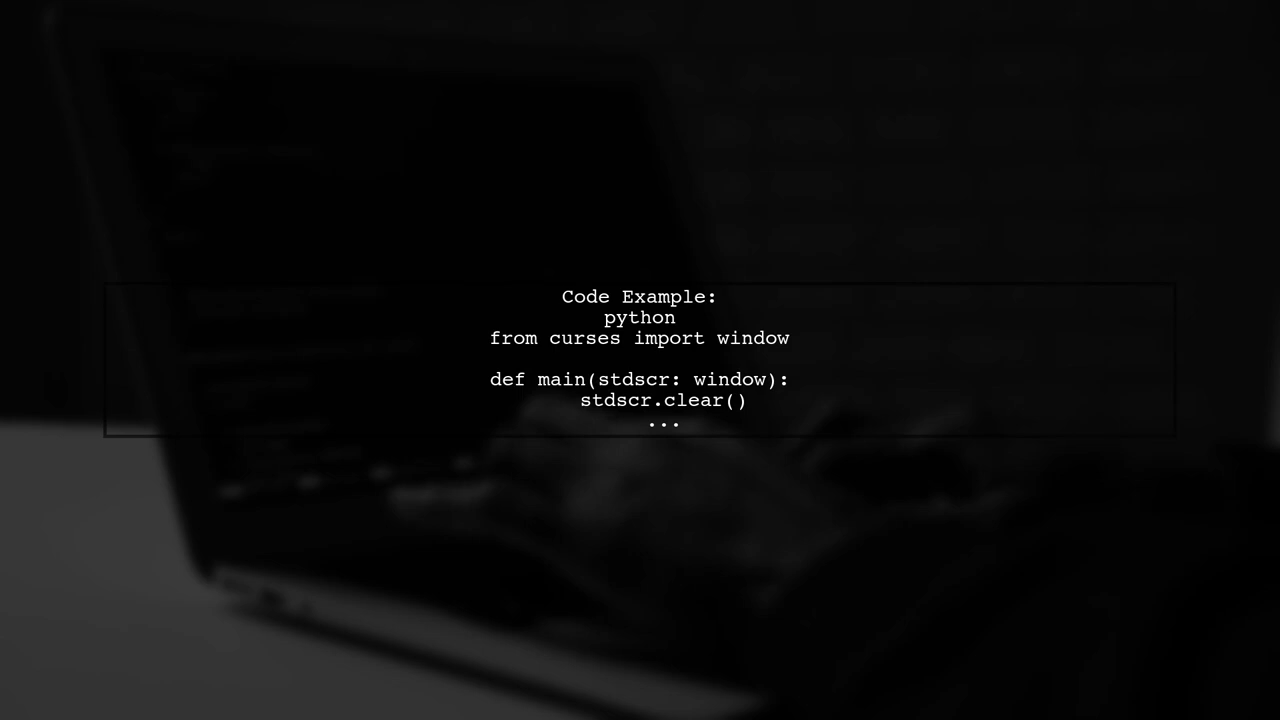 Code Example:
python
from curses import window

def main(stdscr: window):
    stdscr.clear()
    ...